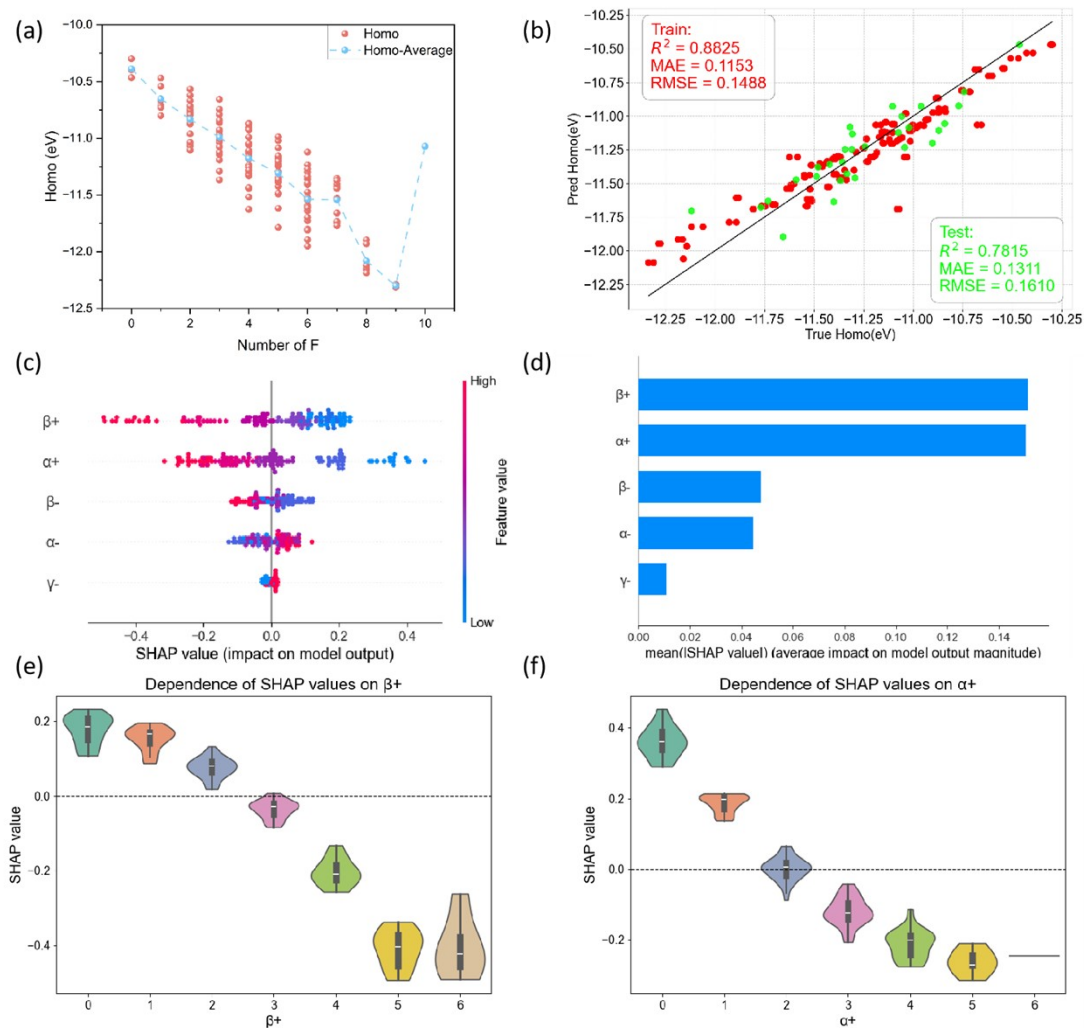 (a)
−10.0
−10.5
−11.0
−11.5
−12.0
−12.5
Homo (eV)
Homo
Homo-Average
0 2 4 6 8 10
Number of F
(b)
−10.25
−10.50
−10.75
−11.00
−11.25
−11.50
−11.75
−12.00
−12.25
Pred Homo(eV)
Train:
R² = 0.8825
MAE = 0.1153
RMSE = 0.1488
Test:
R² = 0.7815
MAE = 0.1311
RMSE = 0.1610
−12.25 −12.00 −11.75 −11.50 −11.25 −11.00 −10.75 −10.50 −10.25
True Homo(eV)
(c)
β+
α+
β-
α-
γ-
−0.4 −0.2 0.0 0.2 0.4
SHAP value (impact on model output)
High
Feature value
Low
(d)
β+
α+
β-
α-
γ-
0.00 0.02 0.04 0.06 0.08 0.10 0.12 0.14
mean(|SHAP value|) (average impact on model output magnitude)
(e)
Dependence of SHAP values on β+
0.2
0.0
−0.2
−0.4
SHAP value
0 1 2 3 4 5 6
β+
(f)
Dependence of SHAP values on α+
0.4
0.2
0.0
−0.2
SHAP value
0 1 2 3 4 5 6
α+